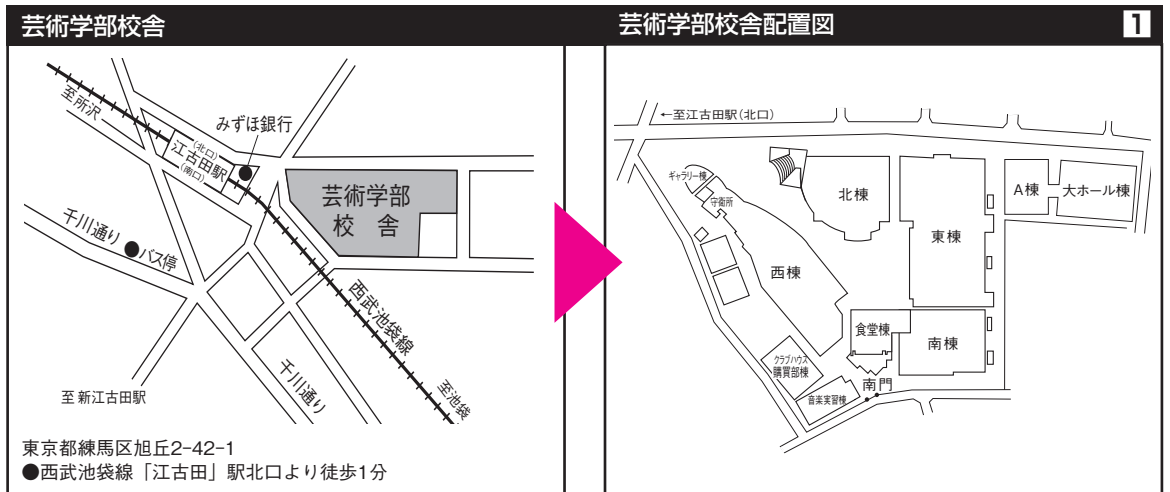 芸術学部校舎
至所沢
みずほ銀行
(北口)
江古田駅
(南口)
芸術学部
校 舎
千川通り
バス停
西武池袋線
千川通り
至池袋
至新江古田駅
東京都練馬区旭丘2-42-1
●西武池袋線「江古田」駅北口より徒歩1分
芸術学部校舎配置図
1
←至江古田駅(北口)
ギャラリー棟
守衛所
北棟
A棟
大ホール棟
東棟
西棟
食堂棟
南棟
クラブハウス
購買部棟
南門
音楽実習棟